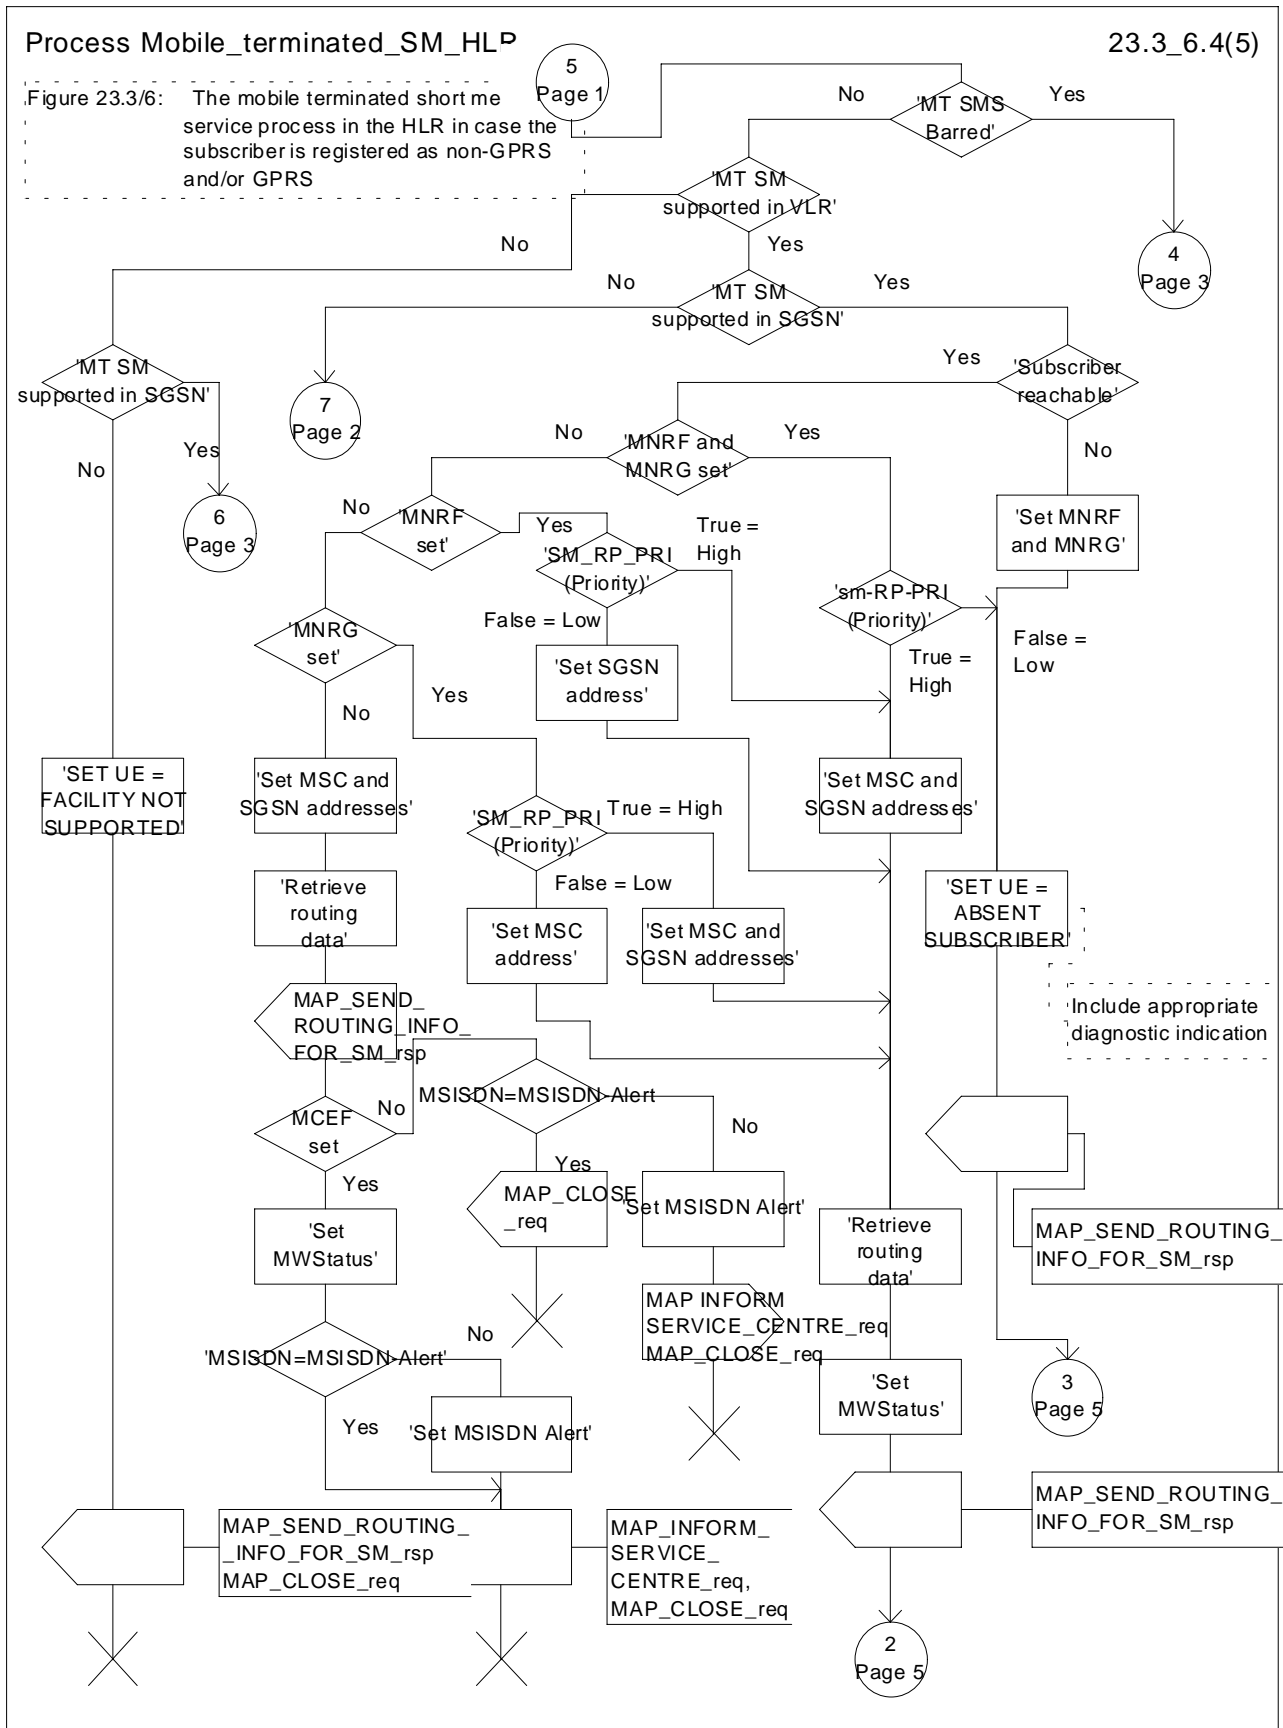 Process Mobile_terminated_SM_HLR
23.3_6.4(5)
Figure 23.3/6: The mobile terminated short me
service process in the HLR in case the
subscriber is registered as non-GPRS
and/or GPRS
5
Page 1
No
'MT SMS
Barred'
Yes
'MT SM
supported in VLR'
No
Yes
4
Page 3
No
'MT SM
supported in SGSN'
Yes
'MT SM
supported in SGSN'
Yes
'Subscriber
reachable'
7
Page 2
No
'MNRF and
MNRG set'
Yes
No
Yes
No
6
Page 3
No
'MNRF
set'
Yes
'SM_RP_PRI
(Priority)'
True =
High
'Set MNRF
and MNRG'
'sm-RP-PRI
(Priority)'
'MNRG
set'
False = Low
'Set SGSN
address'
True =
High
False =
Low
Yes
No
'SET UE =
FACILITY NOT
SUPPORTED'
'Set MSC and
SGSN addresses'
'SM_RP_PRI
(Priority)'
True = High
'Set MSC and
SGSN addresses'
False = Low
'Retrieve
routing
data'
'Set MSC
address'
'Set MSC and
SGSN addresses'
'SET UE =
ABSENT
SUBSCRIBER'
Include appropriate
diagnostic indication
MAP_SEND_
ROUTING_INFO_
FOR_SM_rsp
MCEF
set
No
MSISDN=MSISDN-Alert
No
Yes
Yes
MAP_CLOSE
_req
'Set MSISDN Alert'
'Set
MWStatus'
'Retrieve
routing
data'
MAP_SEND_ROUTING_
INFO_FOR_SM_rsp
MAP INFORM
SERVICE_CENTRE_req
MAP_CLOSE_req
'MSISDN=MSISDN-Alert'
No
Yes
'Set MSISDN Alert'
'Set
MWStatus'
3
Page 5
MAP_SEND_ROUTING_
_INFO_FOR_SM_rsp
MAP_CLOSE_req
MAP_INFORM_
SERVICE_
CENTRE_req,
MAP_CLOSE_req
MAP_SEND_ROUTING_
INFO_FOR_SM_rsp
2
Page 5